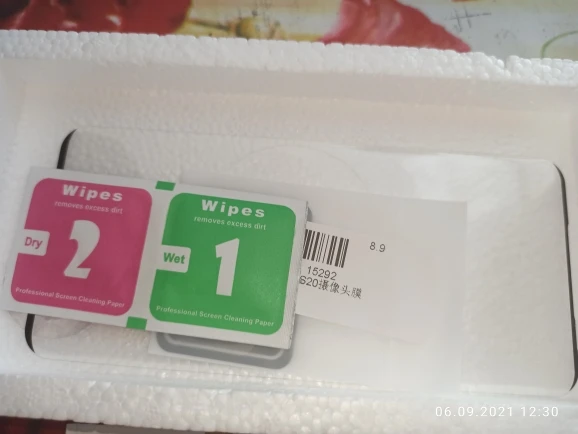 Wipes
removes excess dirt
Dry
2
Professional Screen Cleaning Paper
Wipes
removes excess dirt
Wet
1
Professional Screen Cleaning Paper
8.9
15292
S20摄像头膜
06.09.2021 12:30